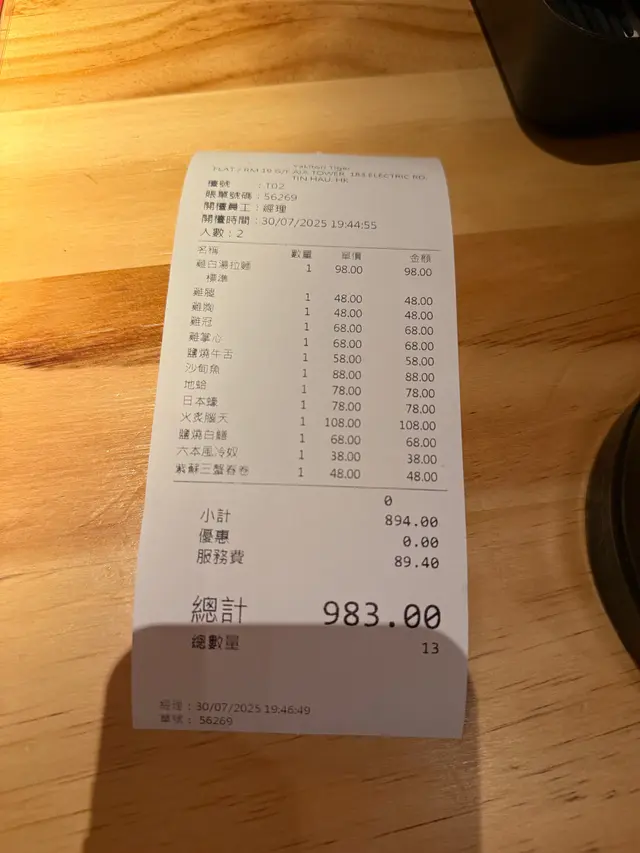 Yakitori Tiger
FLAT / RM 19 G/F AIA TOWER 183 ELECTRIC RD.
TIN HAU-HK
檯號 : T02
賬單號碼 : 56269
開檯員工 : 經理
開檯時間 : 30/07/2025 19:44:55
人數 : 2
名稱 數量 單價 金額
雞白湯拉麵 1 98.00 98.00
標準
雞腿 1 48.00 48.00
雞胸 1 48.00 48.00
雞冠 1 68.00 68.00
雞掌心 1 68.00 68.00
鹽燒牛舌 1 58.00 58.00
沙甸魚 1 88.00 88.00
地蛤 1 78.00 78.00
日本蠔 1 78.00 78.00
火炙腦天 1 108.00 108.00
鹽燒白鱔 1 68.00 68.00
六本風冷奴 1 38.00 38.00
紫蘇三蟹春卷 1 48.00 48.00
0
小計 894.00
優惠 0.00
服務費 89.40
總計 983.00
總數量 13
經理 : 30/07/2025 19:46:49
單號 : 56269